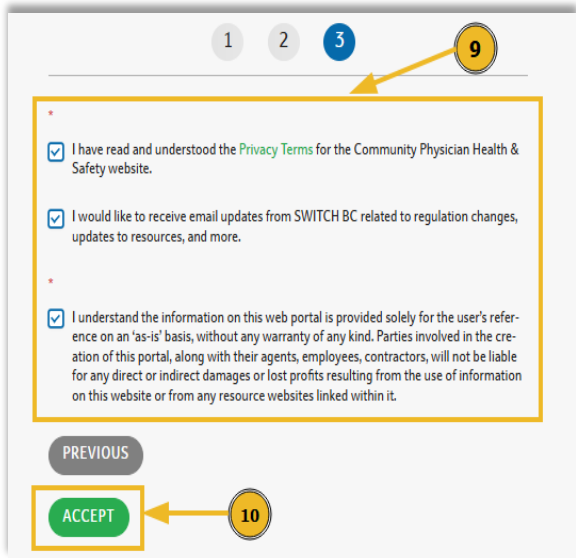 1 2 3
9
*
I have read and understood the Privacy Terms for the Community Physician Health &
Safety website.
I would like to receive email updates from SWITCH BC related to regulation changes,
updates to resources, and more.
*
I understand the information on this web portal is provided solely for the user's refer-
ence on an 'as-is' basis, without any warranty of any kind. Parties involved in the cre-
ation of this portal, along with their agents, employees, contractors, will not be liable
for any direct or indirect damages or lost profits resulting from the use of information
on this website or from any resource websites linked within it.
PREVIOUS
ACCEPT
10